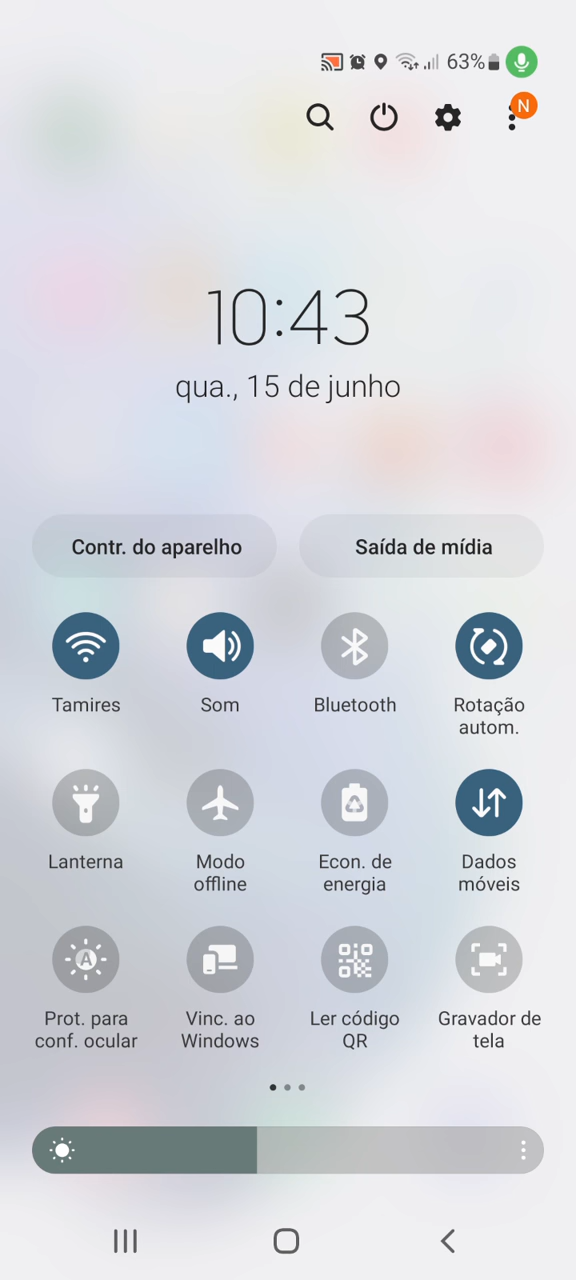 63%
N
10:43
qua., 15 de junho
Contr. do aparelho
Saída de mídia
Tamires
Som
Bluetooth
Rotação
autom.
Lanterna
Modo
offline
Econ. de
energia
Dados
móveis
A
Prot. para
conf. ocular
Vinc. ao
Windows
Ler código
QR
Gravador de
tela